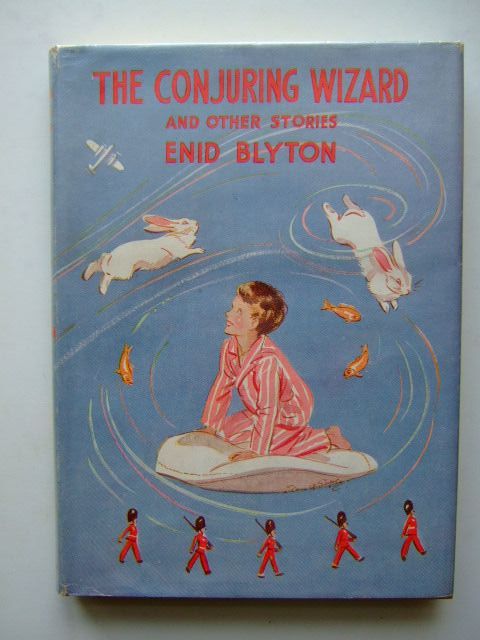 THE CONJURING WIZARD
AND OTHER STORIES
ENID BLYTON